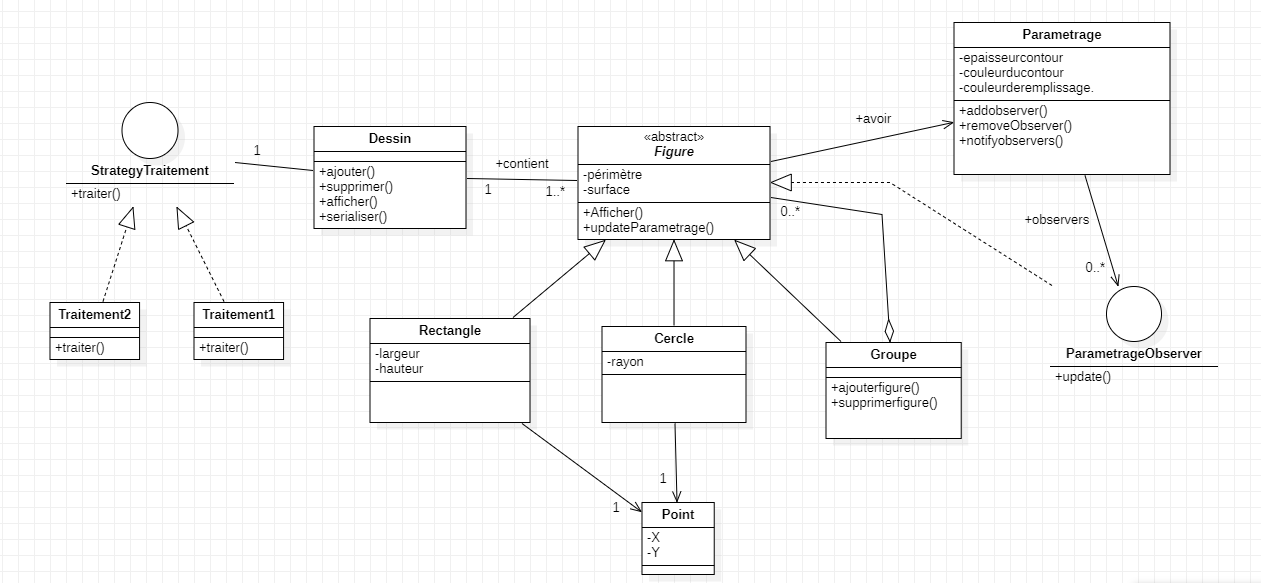 StrategyTraitement
+traiter()
Traitement2
+traiter()
Traitement1
+traiter()
1
Dessin
+ajouter()
+supprimer()
+afficher()
+serialiser()
+contient
1
1..*
«abstract»
Figure
-périmètre
-surface
+Afficher()
+updateParametrage()
+avoir
0..*
Parametrage
-epaisseurcontour
-couleurducontour
-couleurderemplissage.
+addobserver()
+removeObserver()
+notifyobservers()
+observers
0..*
ParametrageObserver
+update()
Rectangle
-largeur
-hauteur
Cercle
-rayon
Groupe
+ajouterfigure()
+supprimerfigure()
1
1
Point
-X
-Y